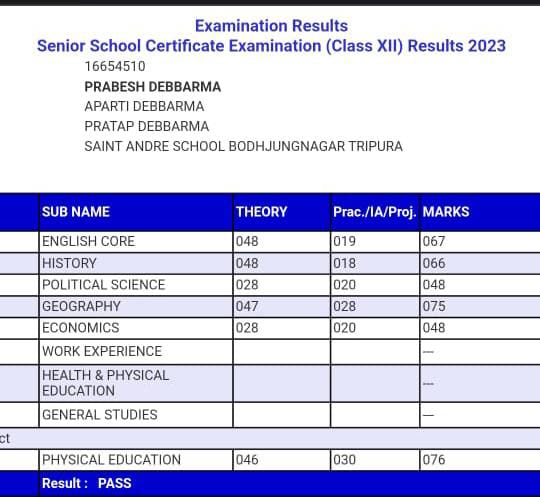 Examination Results
Senior School Certificate Examination (Class XII) Results 2023
16654510
PRABESH DEBBARMA
APARTI DEBBARMA
PRATAP DEBBARMA
SAINT ANDRE SCHOOL BODHJUNGNAGAR TRIPURA
SUB NAME THEORY Prac./IA/Proj. MARKS
ENGLISH CORE 048 019 067
HISTORY 048 018 066
POLITICAL SCIENCE 028 020 048
GEOGRAPHY 047 028 075
ECONOMICS 028 020 048
WORK EXPERIENCE ---
HEALTH & PHYSICAL
EDUCATION ---
GENERAL STUDIES ---
ct
PHYSICAL EDUCATION 046 030 076
Result : PASS